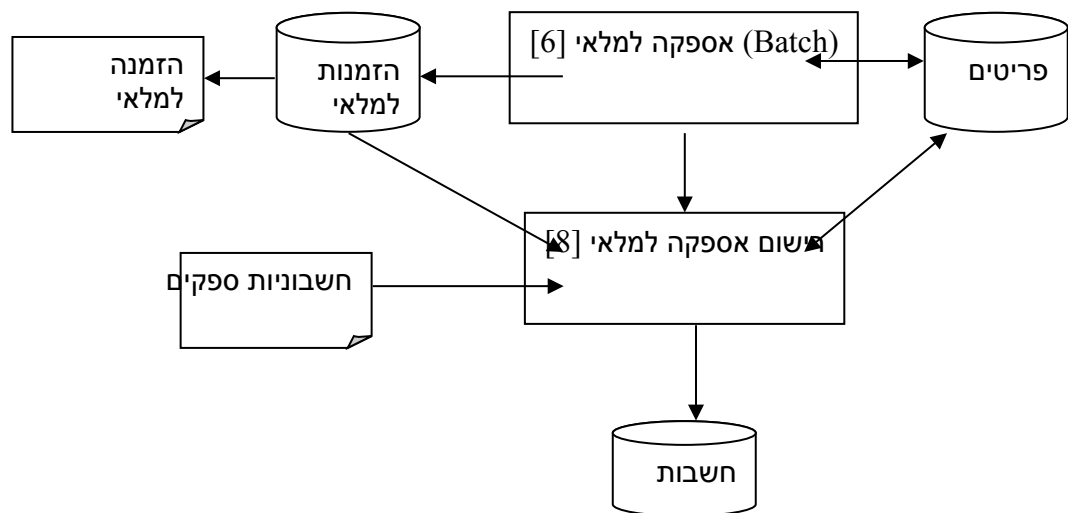 (Batch) אספקה למלאי [6]
פריטים
הזמנות
למלאי
הזמנה
למלאי
רישום אספקה למלאי [8]
חשבוניות ספקים
חשבות